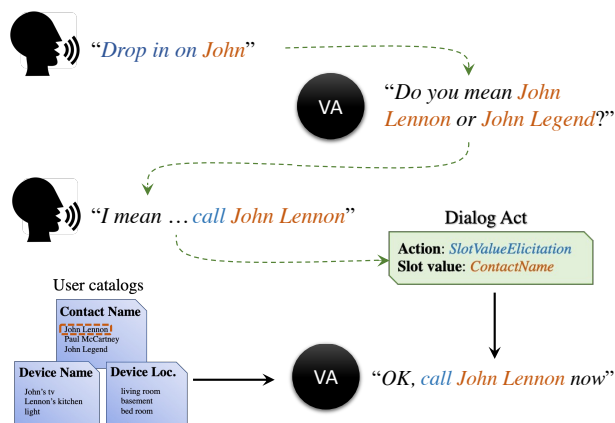 “Drop in on John”
VA
“Do you mean John
Lennon or John Legend?”
“I mean … call John Lennon”
Dialog Act
Action: SlotValueElicitation
Slot value: ContactName
User catalogs
Contact Name
John Lennon
Paul McCartney
John Legend
Device Name
John’s tv
Lennon’s kitchen
light
Device Loc.
living room
basement
bed room
VA
“OK, call John Lennon now”